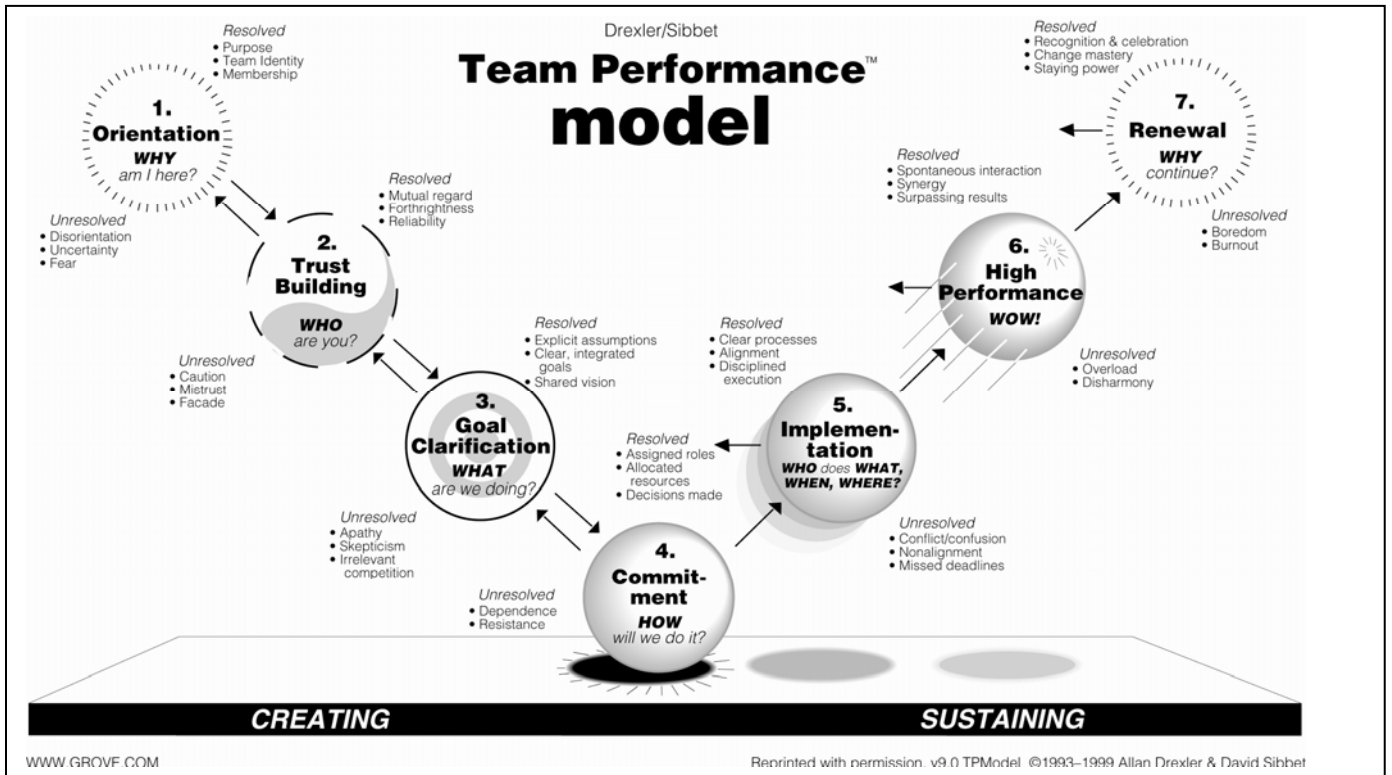 Drexler/Sibbet
Team Performance™
model
Resolved
• Purpose
• Team Identity
• Membership
1.
Orientation
WHY
am I here?
Unresolved
• Disorientation
• Uncertainty
• Fear
Resolved
• Mutual regard
• Forthrightness
• Reliability
2.
Trust
Building
WHO
are you?
Unresolved
• Caution
• Mistrust
• Facade
Resolved
• Explicit assumptions
• Clear, integrated
goals
• Shared vision
3.
Goal
Clarification
WHAT
are we doing?
Unresolved
• Apathy
• Skepticism
• Irrelevant
competition
Resolved
• Assigned roles
• Allocated
resources
• Decisions made
4.
Commit-
ment
HOW
will we do it?
Unresolved
• Dependence
• Resistance
Resolved
• Clear processes
• Alignment
• Disciplined
execution
5.
Implemen-
tation
WHO does WHAT,
WHEN, WHERE?
Unresolved
• Conflict/confusion
• Nonalignment
• Missed deadlines
Resolved
• Spontaneous interaction
• Synergy
• Surpassing results
6.
High
Performance
WOW!
Unresolved
• Overload
• Disharmony
Resolved
• Recognition & celebration
• Change mastery
• Staying power
7.
Renewal
WHY
continue?
Unresolved
• Boredom
• Burnout
CREATING
SUSTAINING
WWW.GROVE.COM
Reprinted with permission. v9.0 TPModel ©1993–1999 Allan Drexler & David Sibbet